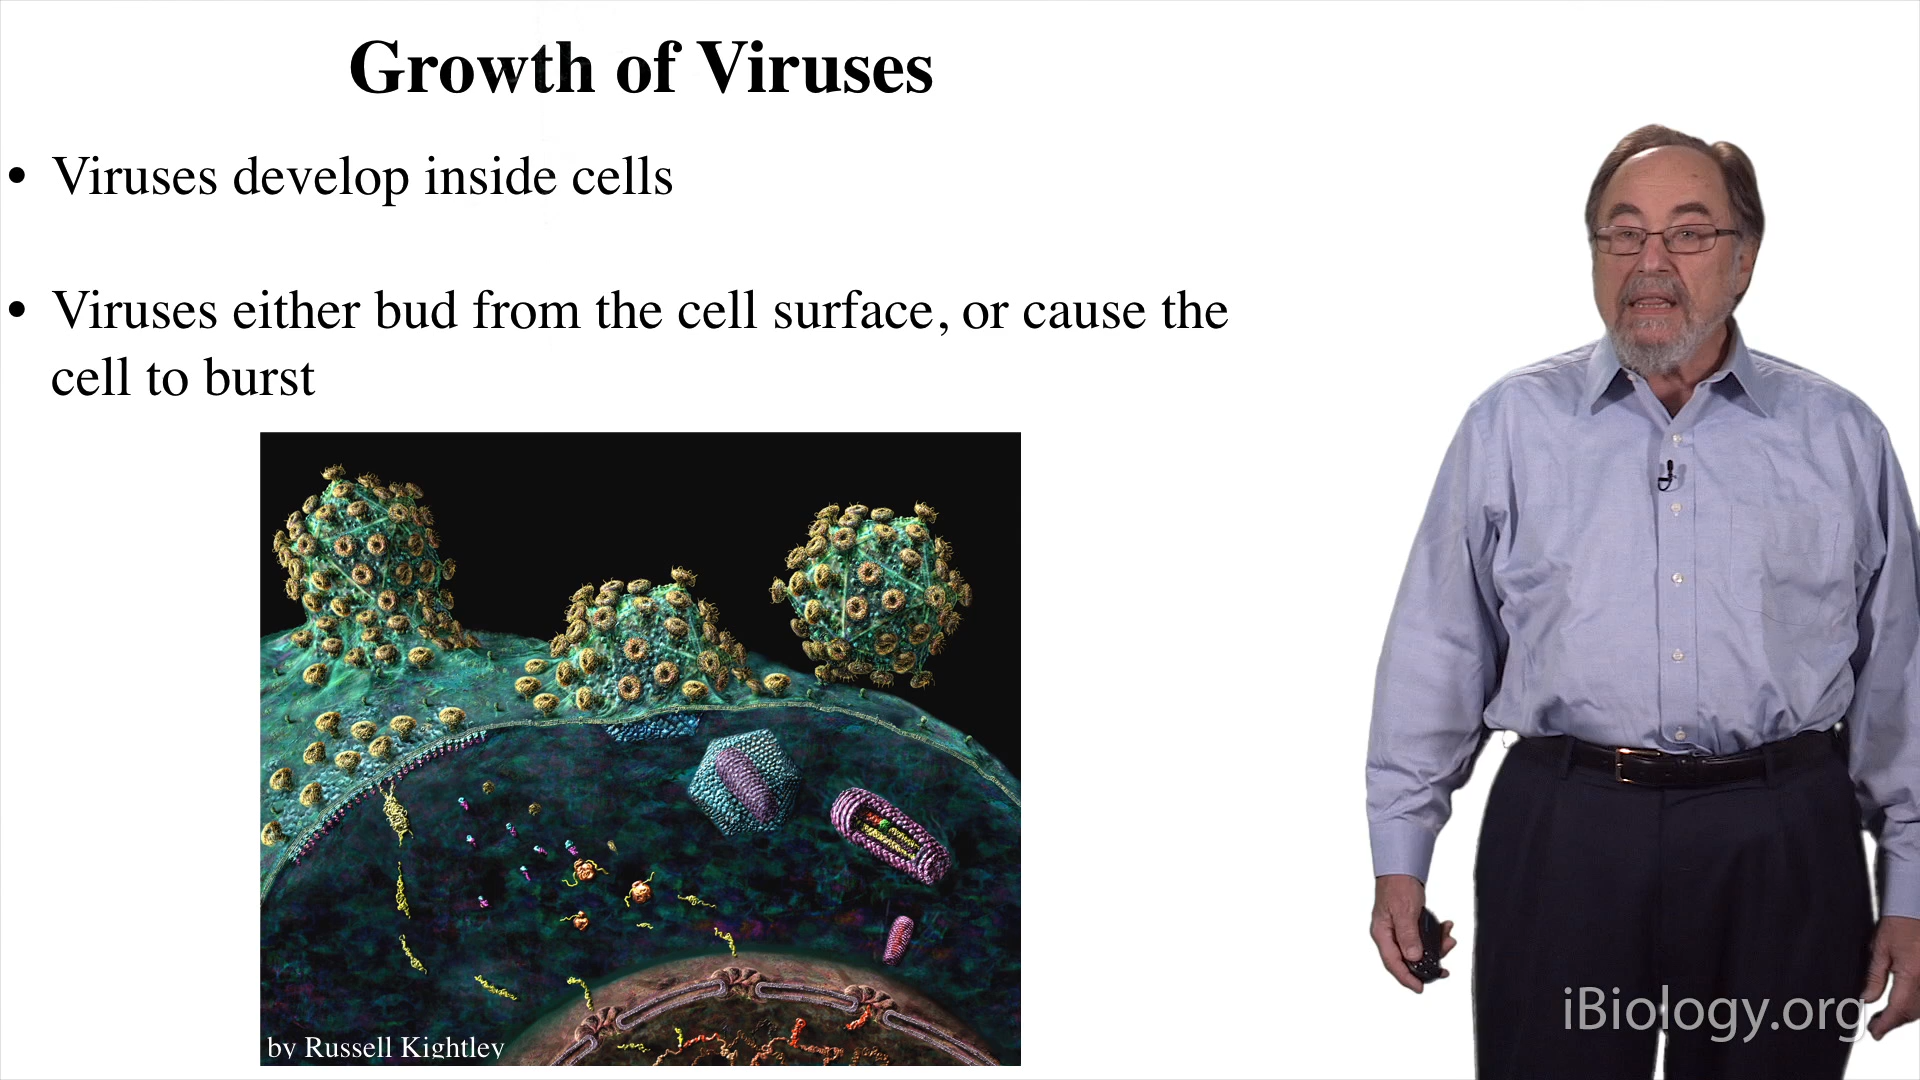 Growth of Viruses
• Viruses develop inside cells
• Viruses either bud from the cell surface, or cause the
cell to burst
by Russell Kightley
iBiology.org